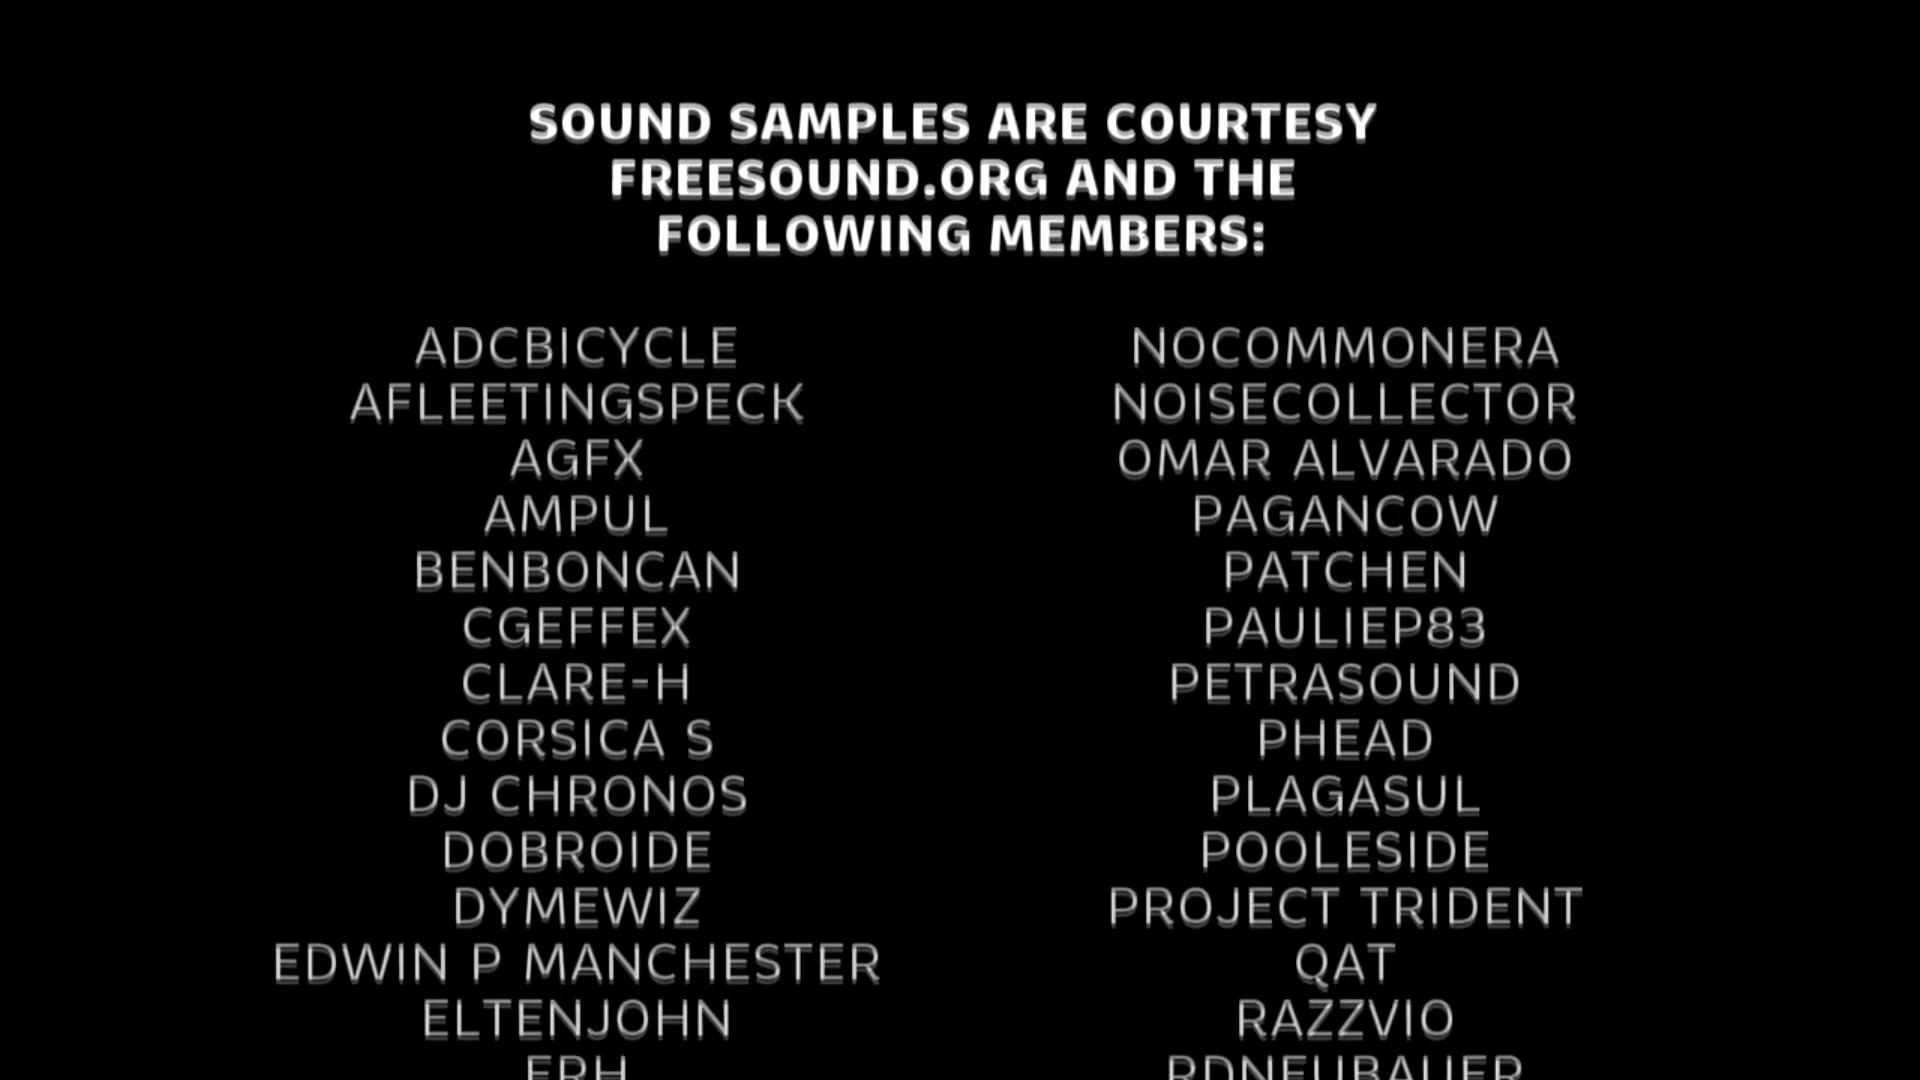 SOUND SAMPLES ARE COURTESY
FREESOUND.ORG AND THE
FOLLOWING MEMBERS:
ADCBICYCLE
AFLEETINGSPECK
AGFX
AMPUL
BENBONCAN
CGEFFEX
CLARE-H
CORSICA S
DJ CHRONOS
DOBROIDE
DYMEWIZ
EDWIN P MANCHESTER
ELTENJOHN
ERH
NOCOMMONERA
NOISECOLLECTOR
OMAR ALVARADO
PAGANCOW
PATCHEN
PAULIEP83
PETRASOUND
PHEAD
PLAGASUL
POOLESIDE
PROJECT TRIDENT
QAT
RAZZVIO
RDNEUBAUER